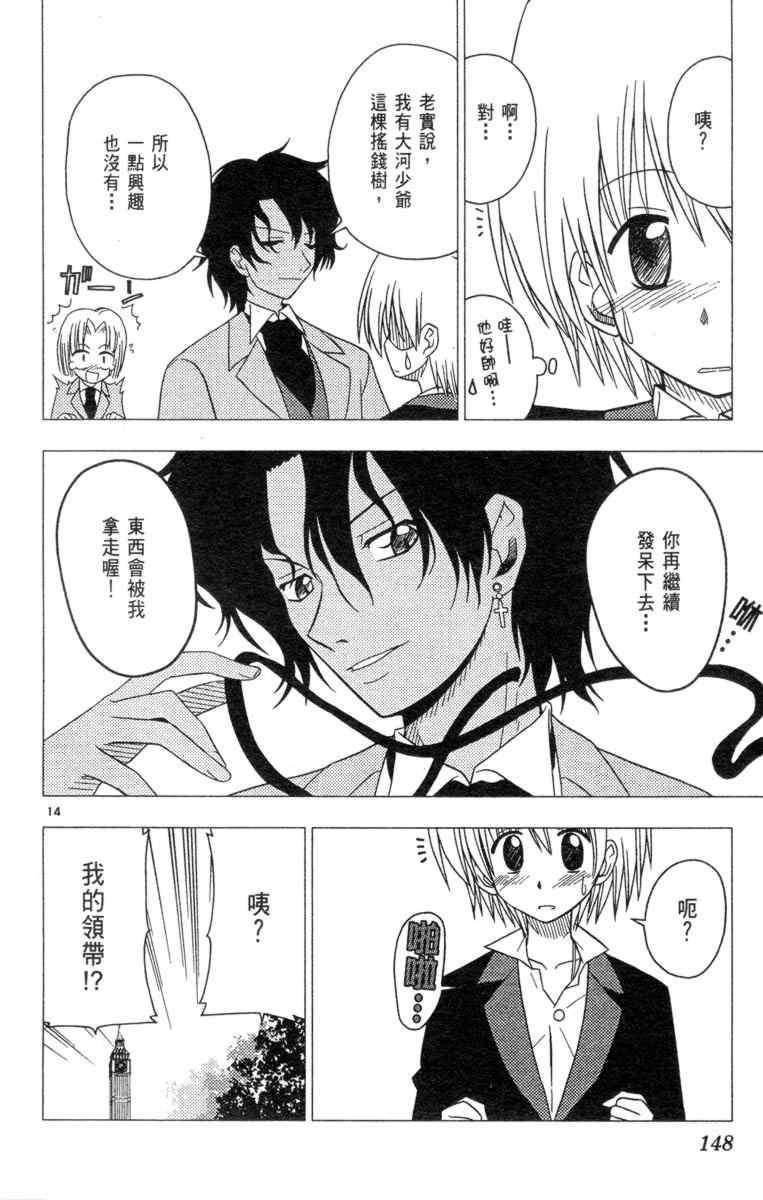 咦?
啊…
對…
哇——
他好帥啊…
老實說，
我有大河少爺
這棵搖錢樹，
所以
一點興趣
也沒有…
ガーン
你再繼續
發呆下去…
咻…
東西會被我
拿走喔！
14
呃?
啪啦…
咦?
我的領帶!?
148